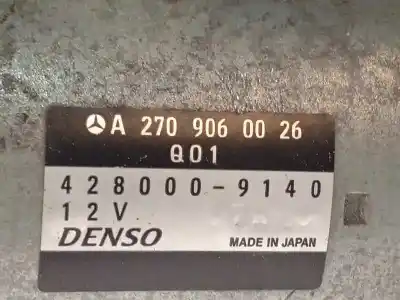 A 270 906 00 26
Q01
428000-9140
12V
DENSO
MADE IN JAPAN